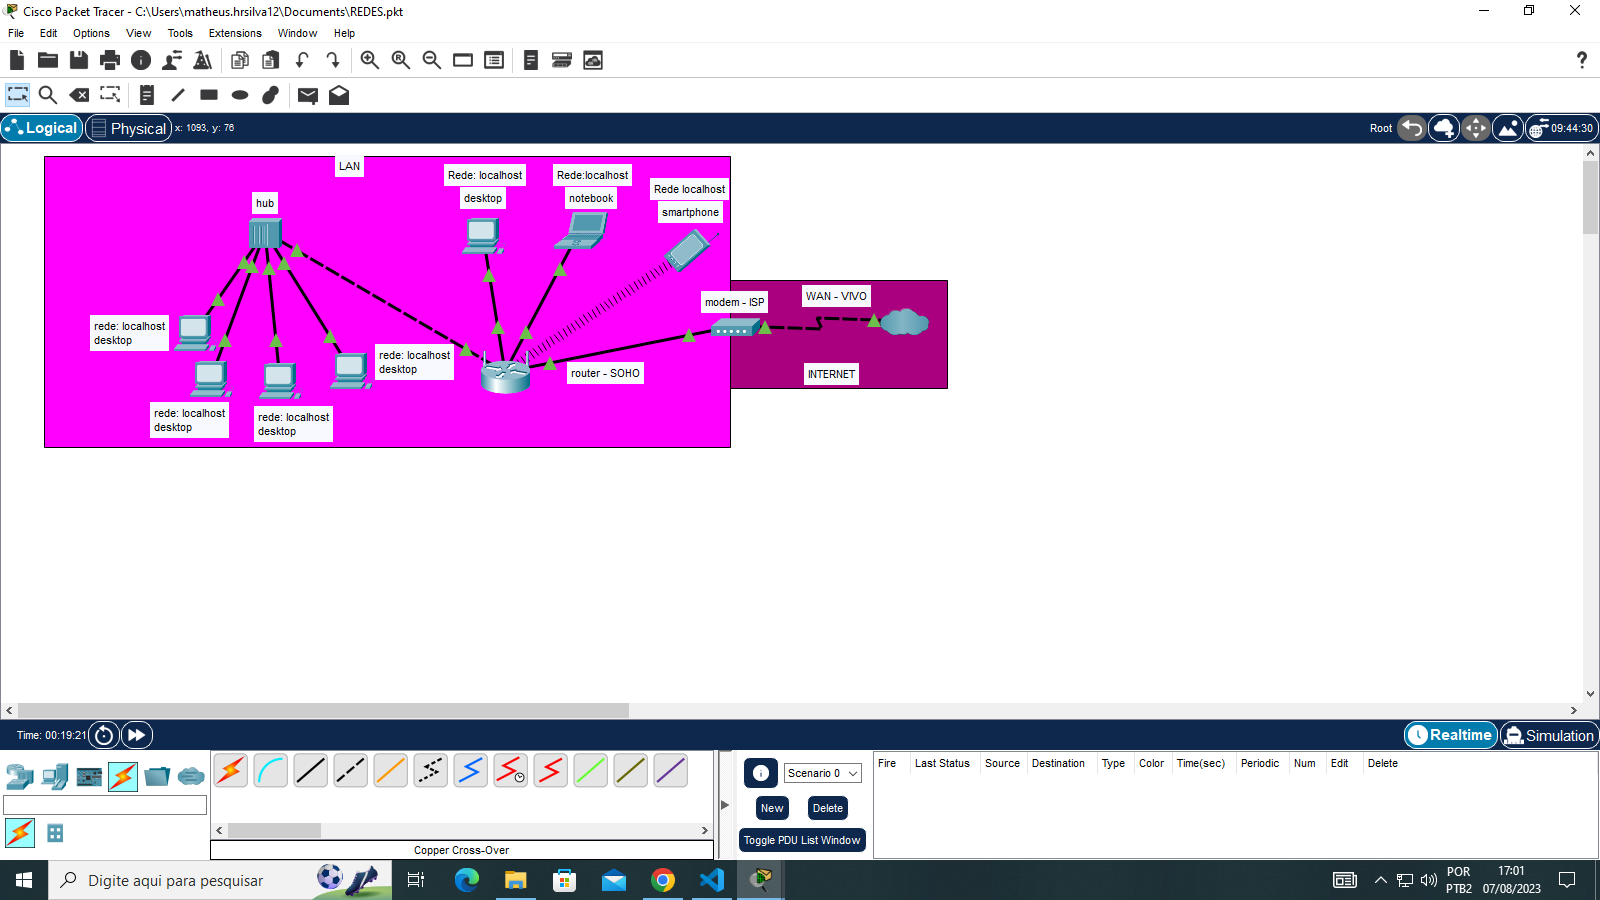 Cisco Packet Tracer - C:\Users\matheus.hrsilva12\Documents\REDES.pkt
File Edit Options View Tools Extensions Window Help
?
Logical Physical x: 1093, y: 76 Root 09:44:30
LAN
Rede: localhost
desktop
Rede:localhost
notebook
Rede localhost
smartphone
hub
modem - ISP
WAN - VIVO
rede: localhost
desktop
rede: localhost
desktop
router - SOHO
INTERNET
rede: localhost
desktop
rede: localhost
desktop
Time: 00:19:21 Realtime Simulation
Scenario 0
Fire Last Status Source Destination Type Color Time(sec) Periodic Num Edit Delete
New Delete
Toggle PDU List Window
Copper Cross-Over
Digite aqui para pesquisar
POR
PTB2
17:01
07/08/2023